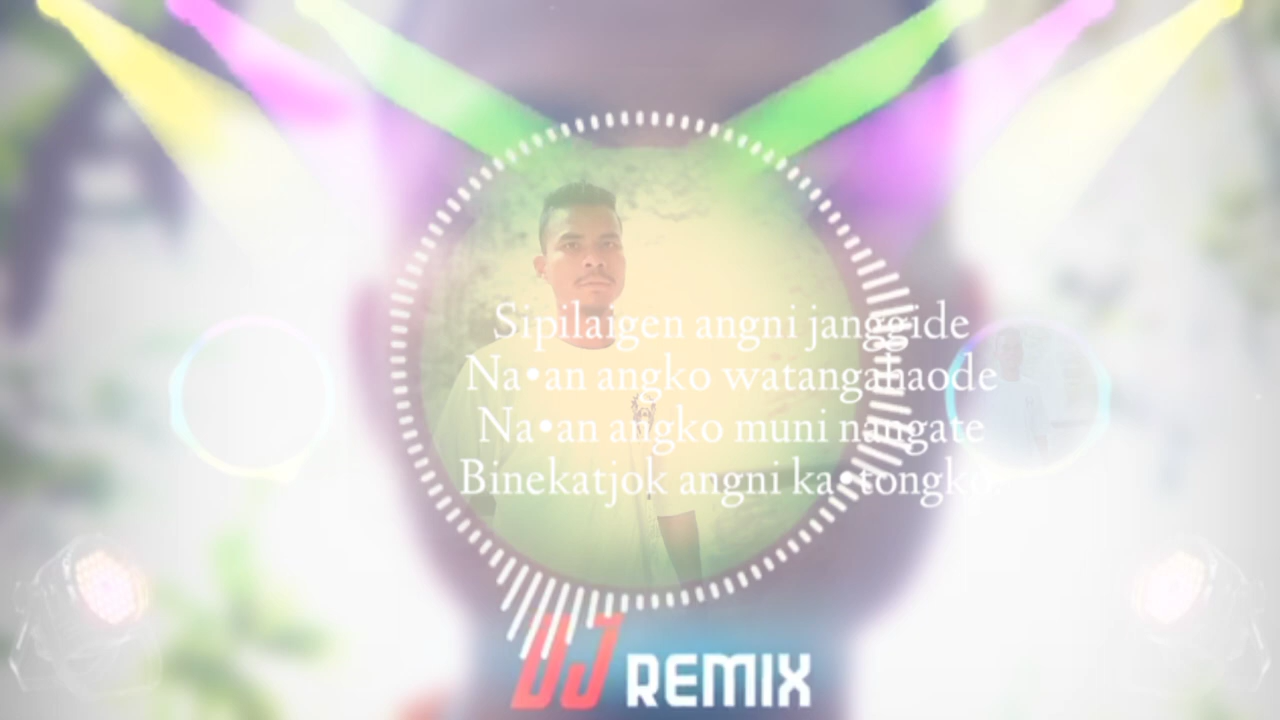 Sipilaigen angni janggide
Na•an angko watangahaode
Na•an angko muni nangate
Binekatjok angni ka•tongko.
DJ REMIX